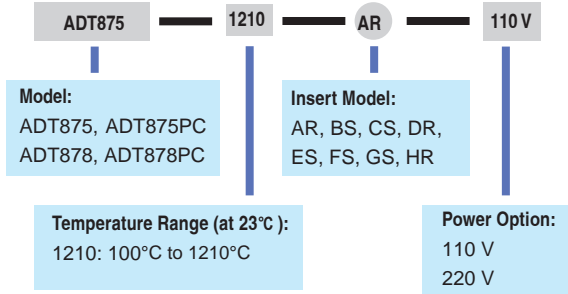 ADT875 1210 AR 110 V
Model:
ADT875, ADT875PC
ADT878, ADT878PC
Insert Model:
AR, BS, CS, DR,
ES, FS, GS, HR
Temperature Range (at 23℃ ):
1210: 100°C to 1210°C
Power Option:
110 V
220 V